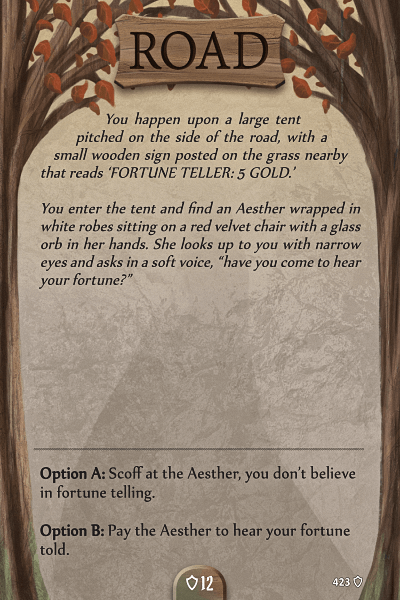 ROAD
You happen upon a large tent
pitched on the side of the road, with a
small wooden sign posted on the grass nearby
that reads ‘FORTUNE TELLER: 5 GOLD.’
You enter the tent and find an Aesther wrapped in
white robes sitting on a red velvet chair with a glass
orb in her hands. She looks up to you with narrow
eyes and asks in a soft voice, “have you come to hear
your fortune?”
Option A: Scoff at the Aesther, you don’t believe
in fortune telling.
Option B: Pay the Aesther to hear your fortune
told.
12
423